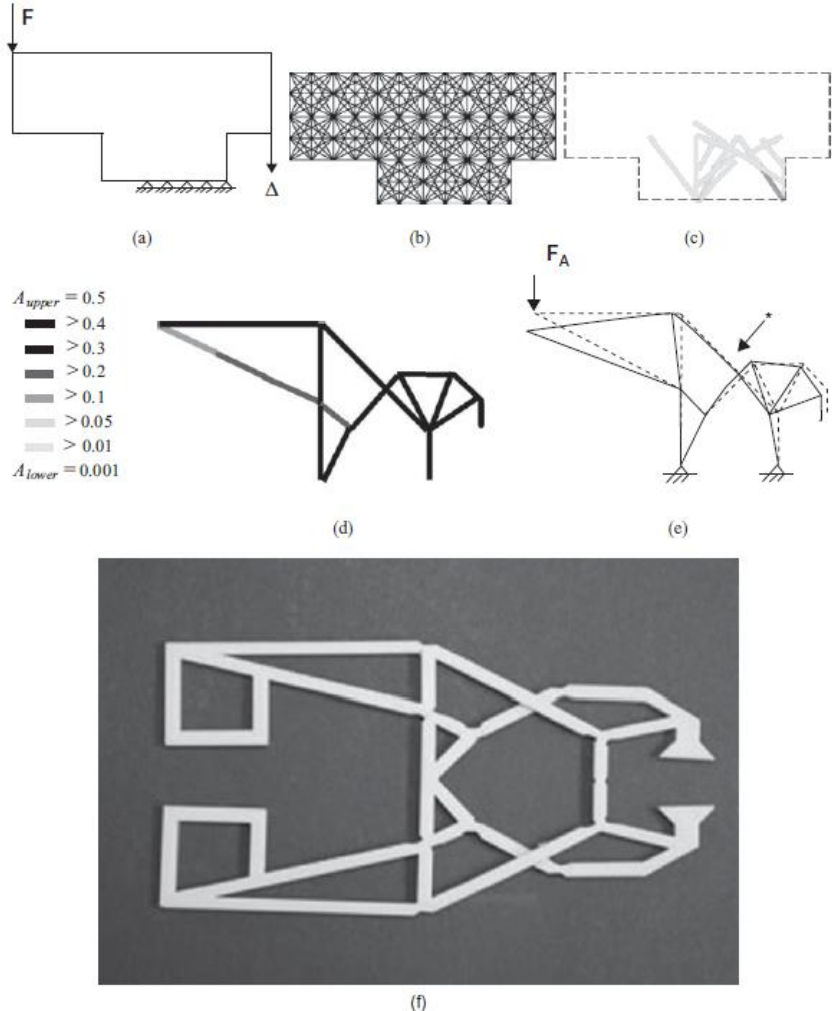 F
Δ
(a)
(b)
(c)
A_upper = 0.5
> 0.4
> 0.3
> 0.2
> 0.1
> 0.05
> 0.01
A_lower = 0.001
(d)
F_A
*
(e)
(f)